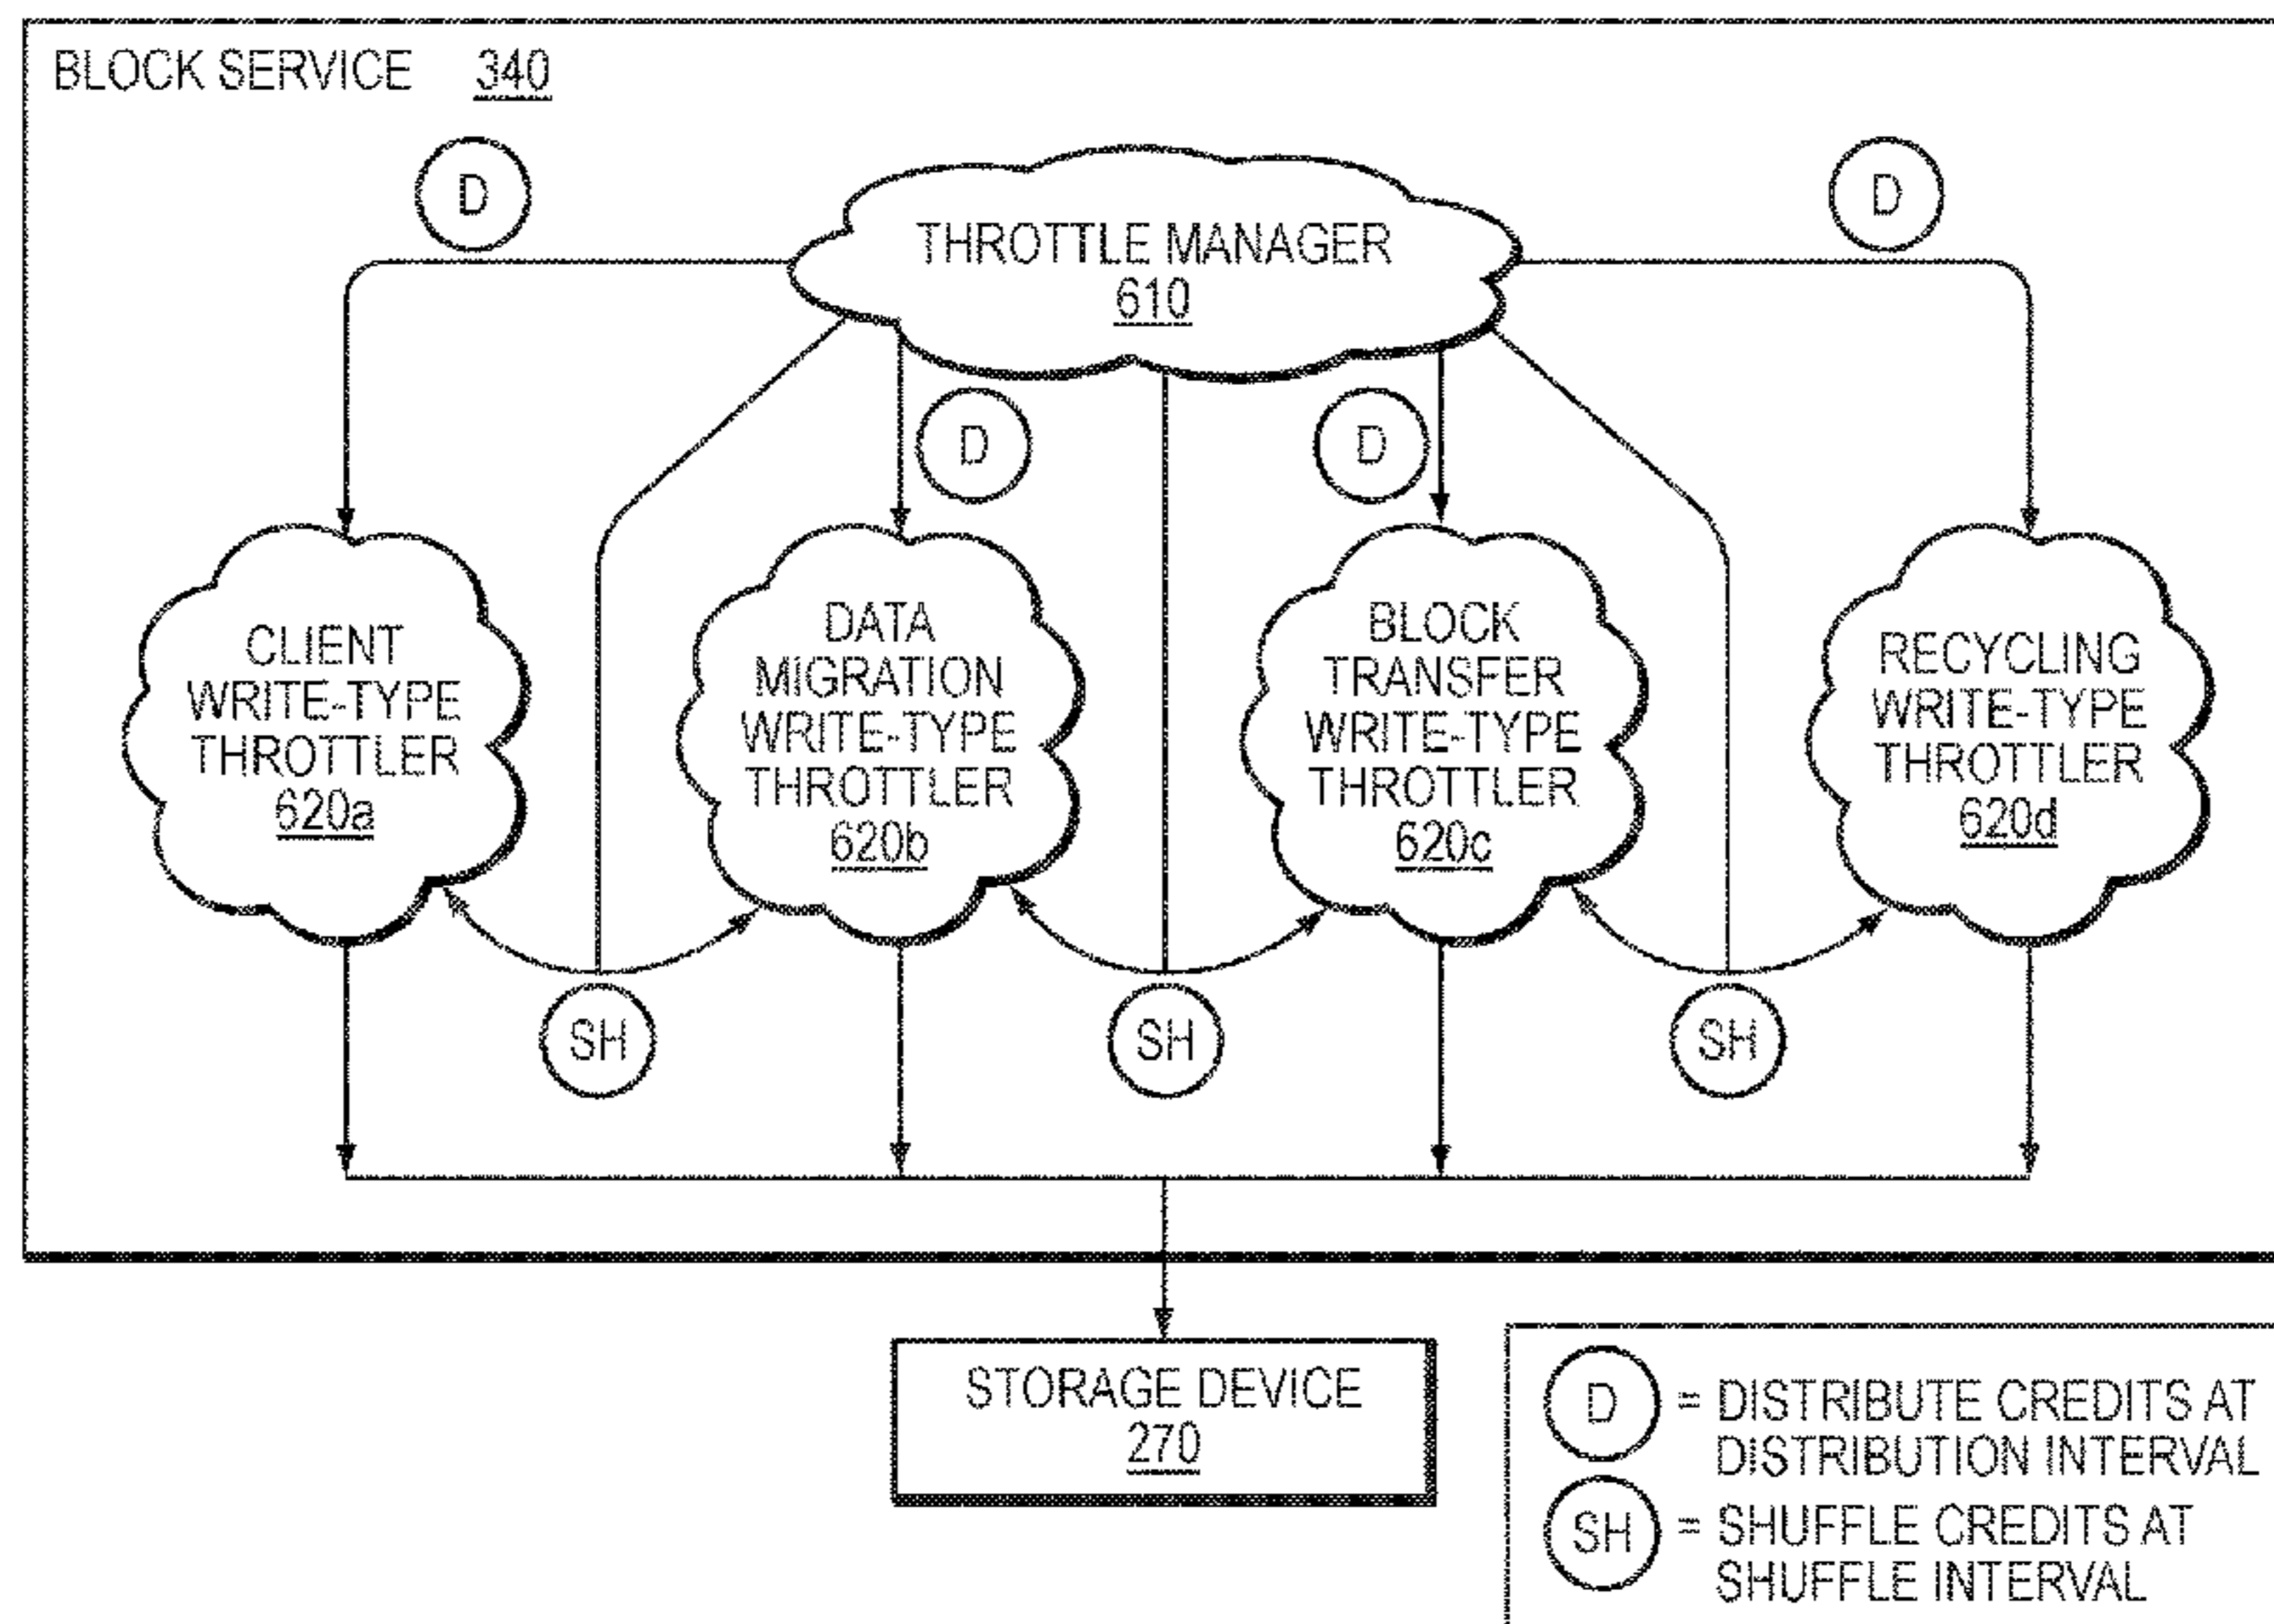 BLOCK SERVICE 340
D
D
THROTTLE MANAGER
610
D
D
CLIENT
WRITE-TYPE
THROTTLER
620a
DATA
MIGRATION
WRITE-TYPE
THROTTLER
620b
BLOCK
TRANSFER
WRITE-TYPE
THROTTLER
620c
RECYCLING
WRITE-TYPE
THROTTLER
620d
SH
SH
SH
STORAGE DEVICE
270
D = DISTRIBUTE CREDITS AT
DISTRIBUTION INTERVAL
SH = SHUFFLE CREDITS AT
SHUFFLE INTERVAL